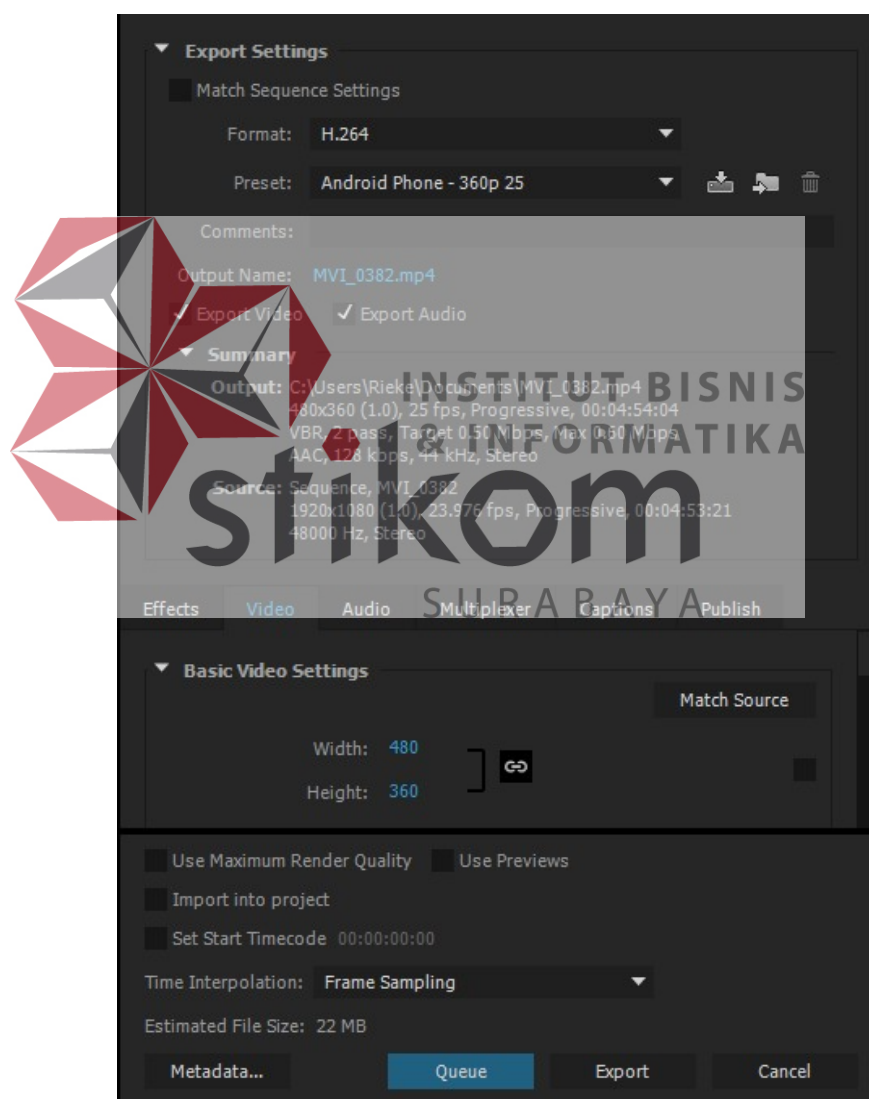 Export Settings
Match Sequence Settings
Format: H.264
Preset: Android Phone - 360p 25
Comments:
Output Name: MVI_0382.mp4
Export Video Export Audio
Summary
Output: C:\Users\Rieke\Documents\MVI_0382.mp4
480x360 (1.0), 25 fps, Progressive, 00:04:54:04
VBR, 2 pass, Target 0.50 Mbps, Max 0.60 Mbps
AAC, 128 kbps, 44 kHz, Stereo
Source: Sequence, MVI_0382
1920x1080 (1.0), 23.976 fps, Progressive, 00:04:53:21
48000 Hz, Stereo
INSTITUT BISNIS
& INFORMATIKA
stikom
SURABAYA
Effects Video Audio Multiplexer Captions Publish
Basic Video Settings
Match Source
Width: 480
Height: 360
Use Maximum Render Quality Use Previews
Import into project
Set Start Timecode 00:00:00:00
Time Interpolation: Frame Sampling
Estimated File Size: 22 MB
Metadata... Queue Export Cancel